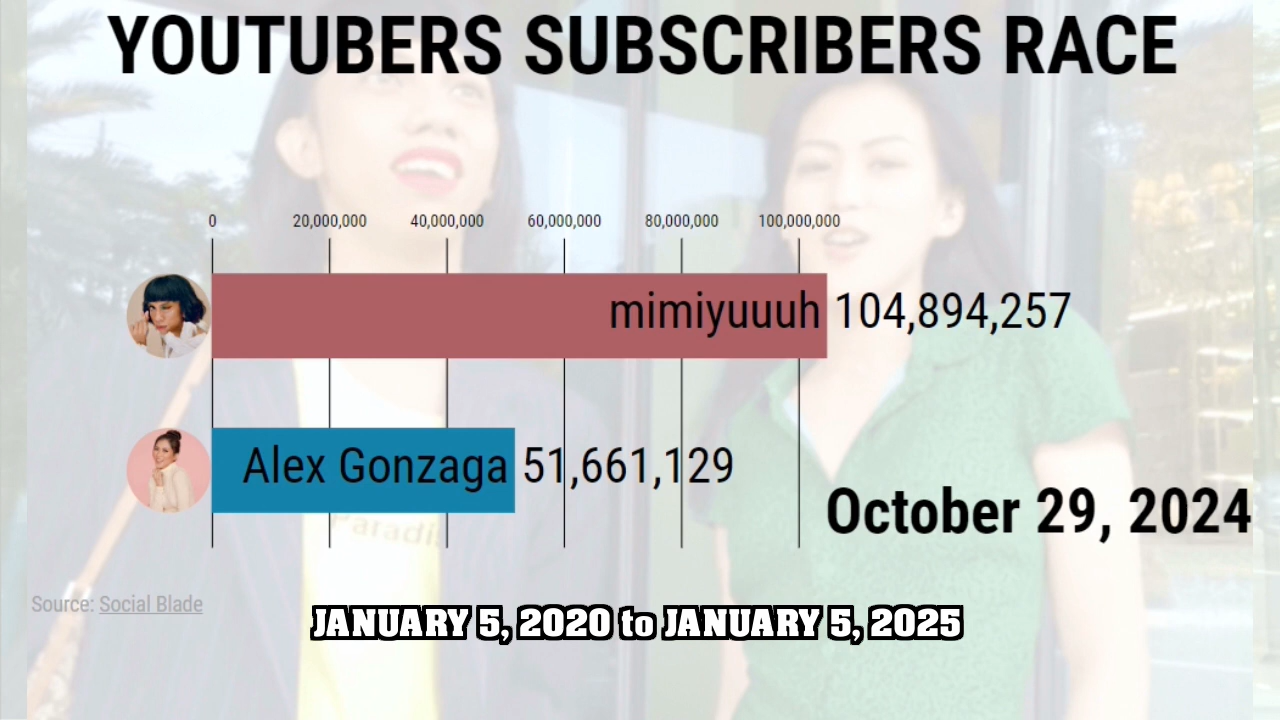 YOUTUBERS SUBSCRIBERS RACE
0 20,000,000 40,000,000 60,000,000 80,000,000 100,000,000
mimiyuuuh 104,894,257
Alex Gonzaga 51,661,129
October 29, 2024
Paradis
Source: Social Blade
JANUARY 5, 2020 to JANUARY 5, 2025